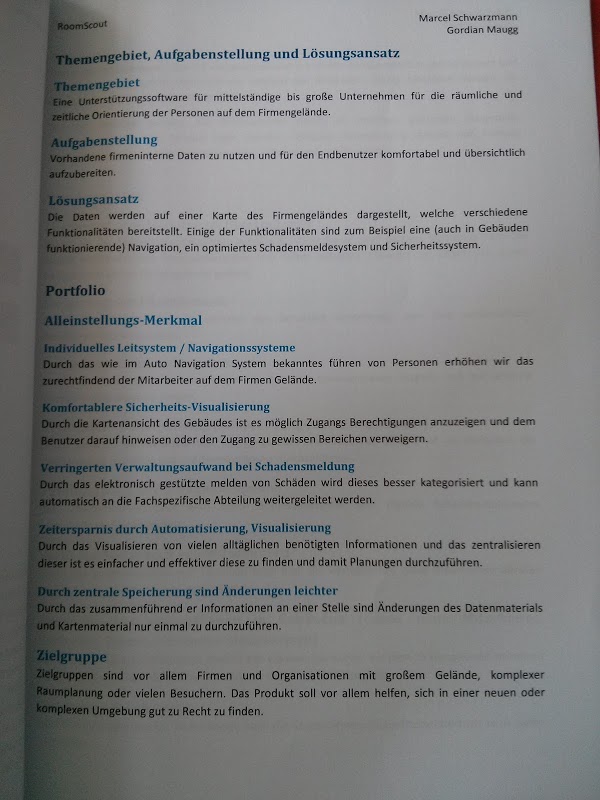 RoomScout
Marcel Schwarzmann
Gordian Maugg
Themengebiet, Aufgabenstellung und Lösungsansatz
Themengebiet
Eine Unterstützungssoftware für mittelständige bis große Unternehmen für die räumliche und
zeitliche Orientierung der Personen auf dem Firmengelände.
Aufgabenstellung
Vorhandene firmeninterne Daten zu nutzen und für den Endbenutzer komfortabel und übersichtlich
aufzubereiten.
Lösungsansatz
Die Daten werden auf einer Karte des Firmengeländes dargestellt, welche verschiedene
Funktionalitäten bereitstellt. Einige der Funktionalitäten sind zum Beispiel eine (auch in Gebäuden
funktionierende) Navigation, ein optimiertes Schadensmeldesystem und Sicherheitssystem.
Portfolio
Alleinstellungs-Merkmal
Individuelles Leitsystem / Navigationssysteme
Durch das wie im Auto Navigation System bekanntes führen von Personen erhöhen wir das
zurechtfindend der Mitarbeiter auf dem Firmen Gelände.
Komfortablere Sicherheits-Visualisierung
Durch die Kartenansicht des Gebäudes ist es möglich Zugangs Berechtigungen anzuzeigen und dem
Benutzer darauf hinweisen oder den Zugang zu gewissen Bereichen verweigern.
Verringerten Verwaltungsaufwand bei Schadensmeldung
Durch das elektronisch gestützte melden von Schäden wird dieses besser kategorisiert und kann
automatisch an die Fachspezifische Abteilung weitergeleitet werden.
Zeitersparnis durch Automatisierung, Visualisierung
Durch das Visualisieren von vielen alltäglichen benötigten Informationen und das zentralisieren
dieser ist es einfacher und effektiver diese zu finden und damit Planungen durchzuführen.
Durch zentrale Speicherung sind Änderungen leichter
Durch das zusammenführend er Informationen an einer Stelle sind Änderungen des Datenmaterials
und Kartenmaterial nur einmal zu durchzuführen.
Zielgruppe
Zielgruppen sind vor allem Firmen und Organisationen mit großem Gelände, komplexer
Raumplanung oder vielen Besuchern. Das Produkt soll vor allem helfen, sich in einer neuen oder
komplexen Umgebung gut zu Recht zu finden.